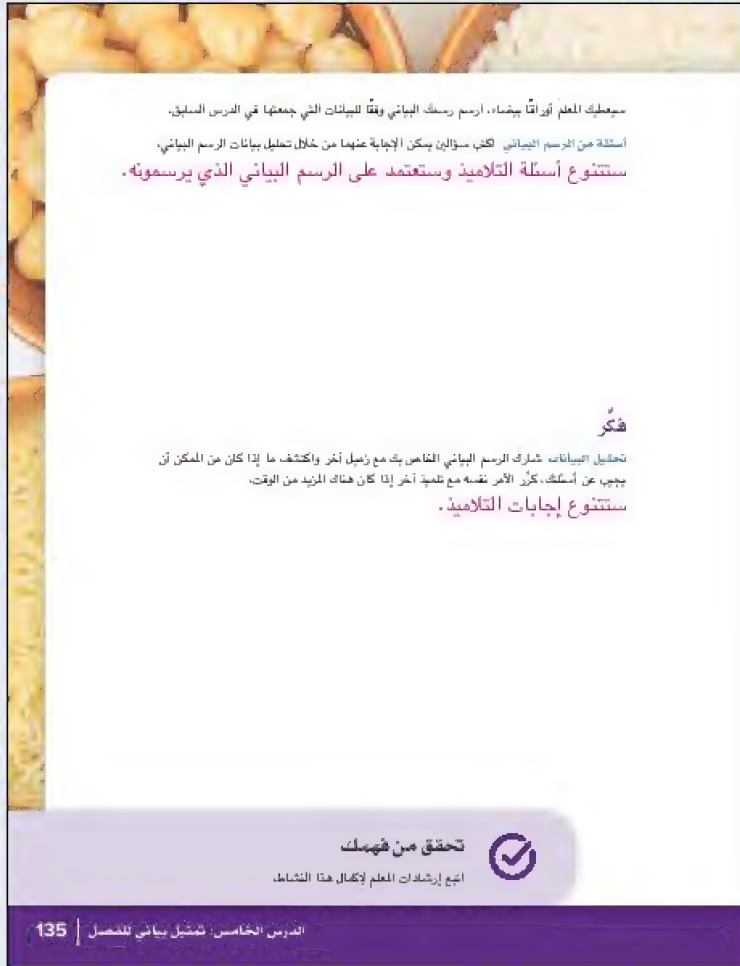 سيعطيك المعلم أوراقًا بيضاء، ارسم رسمك البياني وفقًا للبيانات التي جمعتها في الدرس السابق.
أسئلة عن الرسم البياني اكتب سؤالين يمكن الإجابة عنهما من خلال تحليل بيانات الرسم البياني.
ستتنوع أسئلة التلاميذ وستعتمد على الرسم البياني الذي يرسمونه.
فكّر
تحليل البيانات شارك الرسم البياني الخاص بك مع زميل آخر واكتشف ما إذا كان من الممكن أن
يجيب عن أسئلتك، كرِّر الأمر نفسه مع تلميذ آخر إذا كان هناك المزيد من الوقت.
ستتنوع إجابات التلاميذ.
تحقق من فهمك
اتبع إرشادات المعلم لإكمال هذا النشاط.
الدرس الخامس: تمثيل بياني للفصل | 135